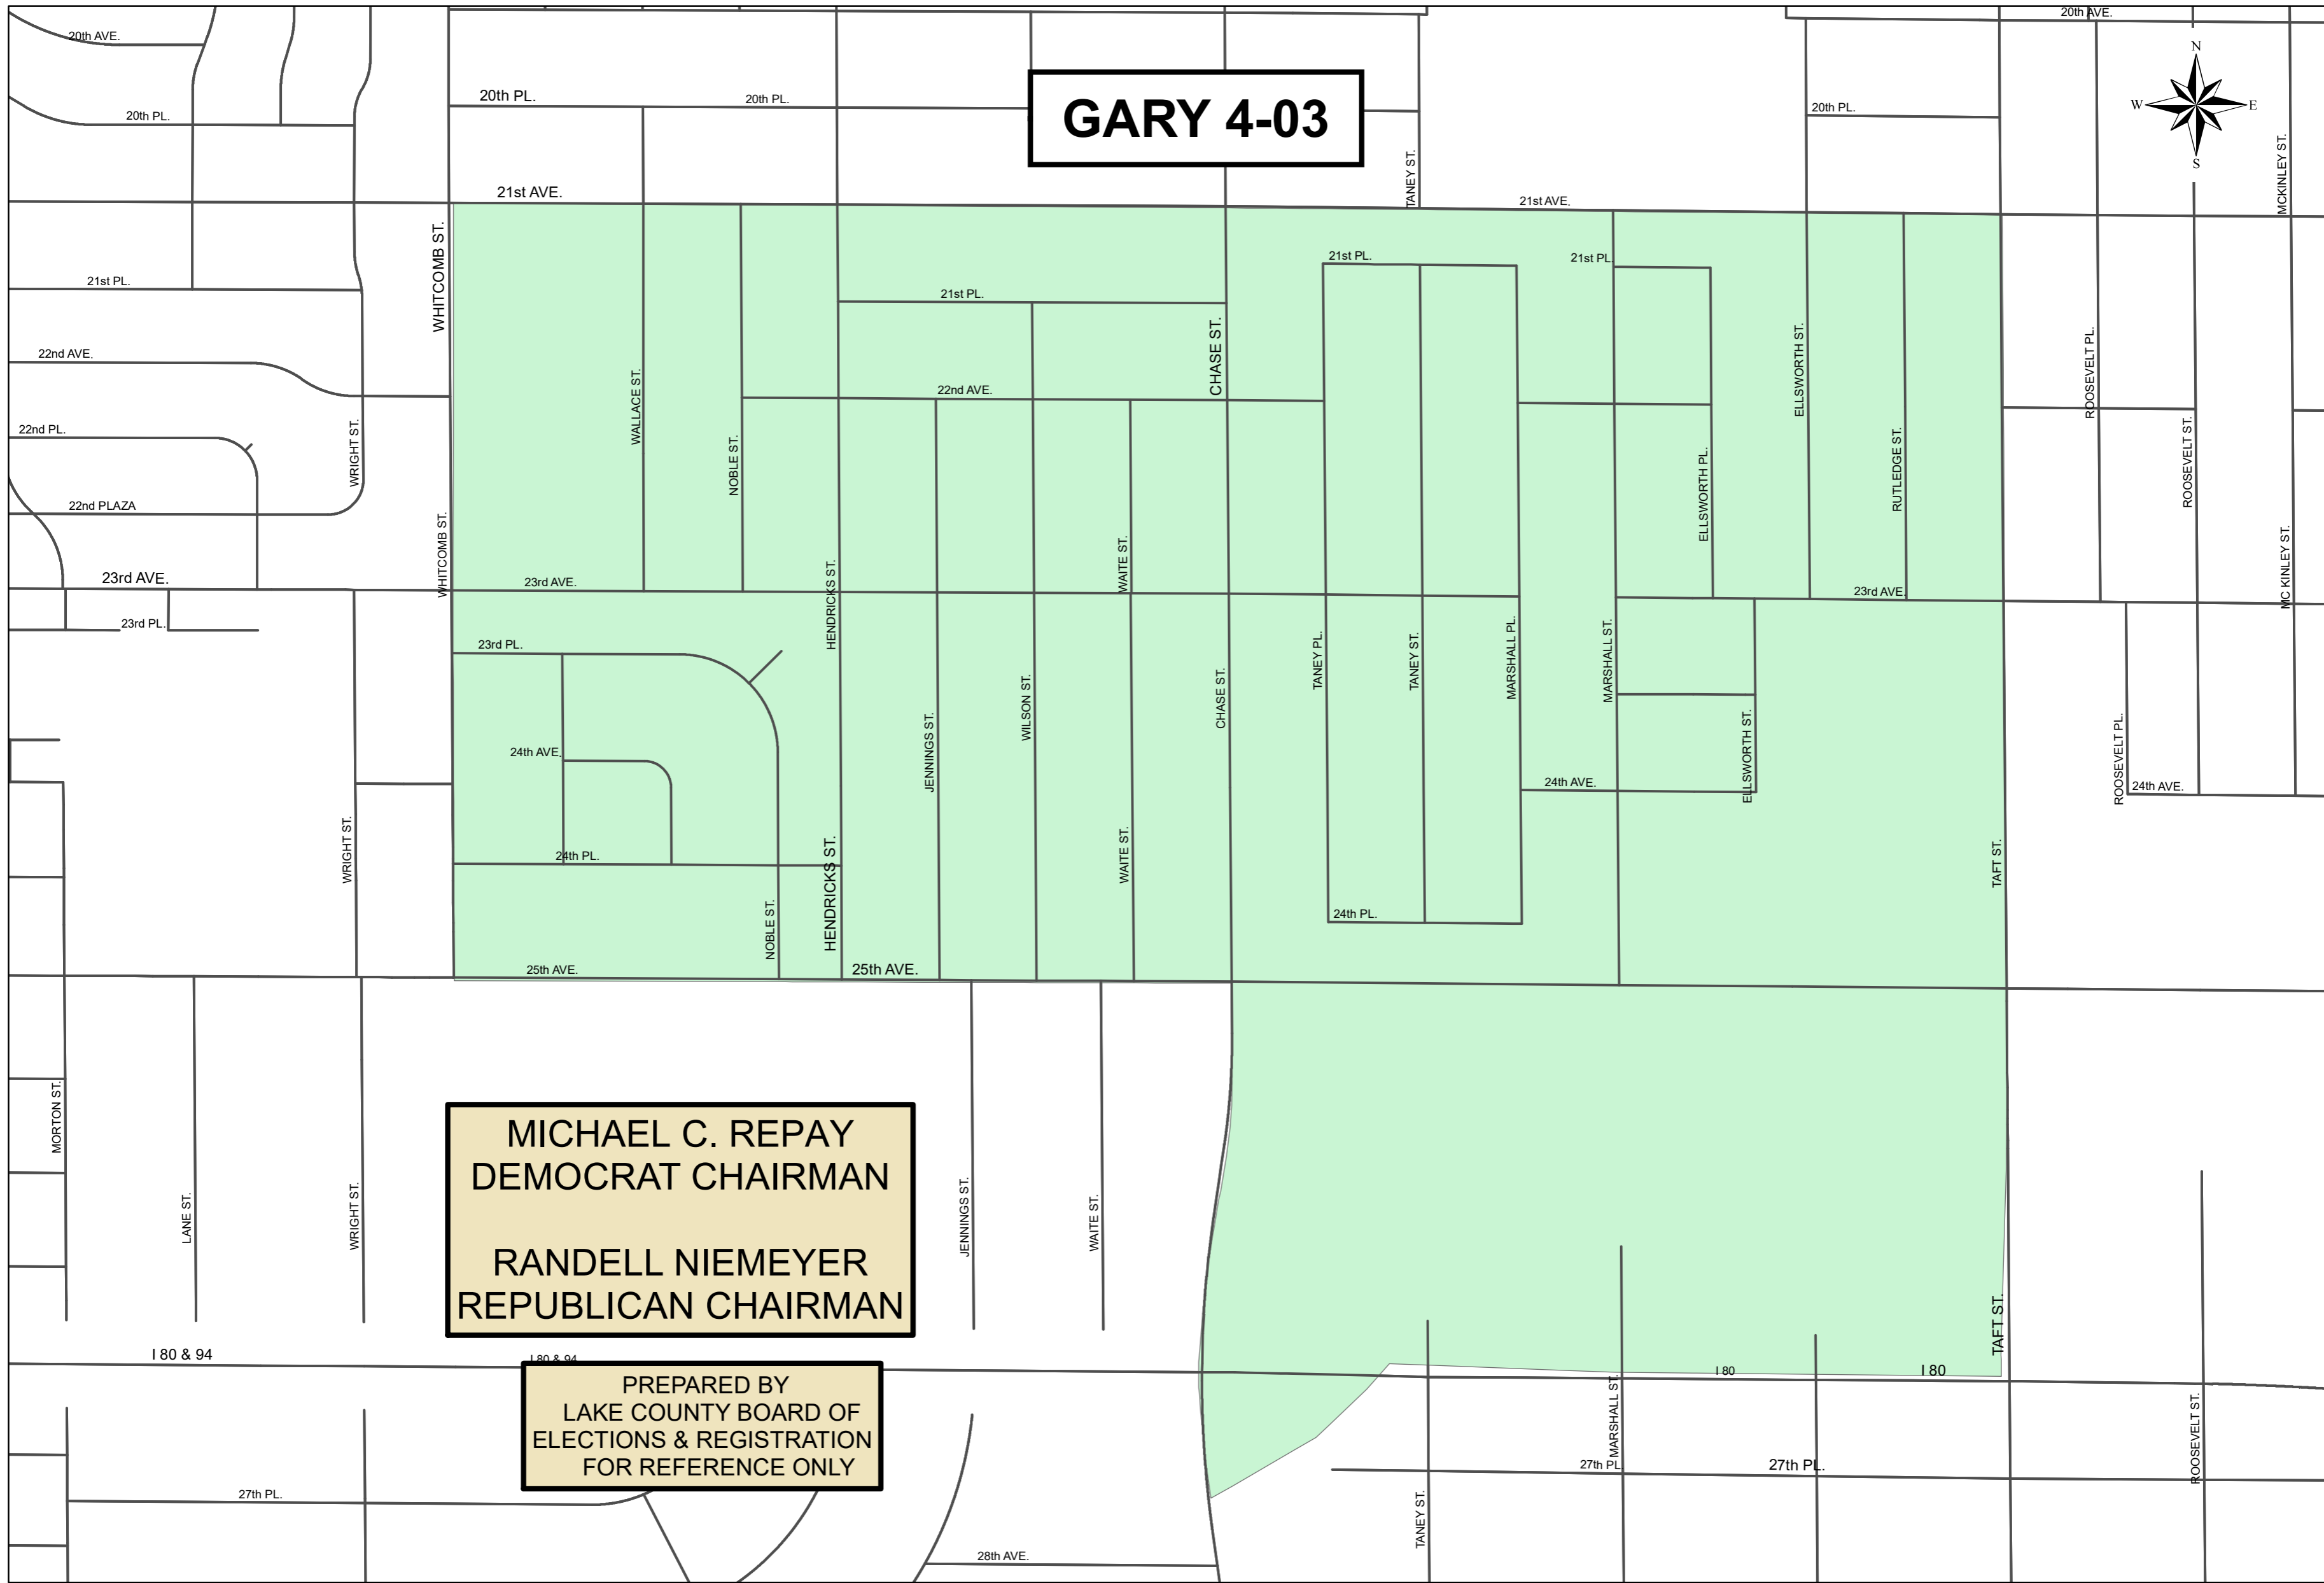 20th AVE.
20th AVE.
N
W
E
S
20th PL.
20th PL.
20th PL.
GARY 4-03
20th PL.
TANEY ST.
MCKINLEY ST.
21st AVE.
21st AVE.
WHITCOMB ST.
21st PL.
21st PL.
21st PL.
21st PL.
CHASE ST.
ELLSWORTH ST.
ROOSEVELT PL.
22nd AVE.
WALLACE ST.
22nd AVE.
22nd PL.
WRIGHT ST.
NOBLE ST.
ELLSWORTH PL.
RUTLEDGE ST.
ROOSEVELT ST.
22nd PLAZA
WHITCOMB ST.
WAITE ST.
MC KINLEY ST.
23rd AVE.
23rd AVE.
HENDRICKS ST.
23rd AVE.
23rd PL.
23rd PL.
WILSON ST.
CHASE ST.
TANEY PL.
TANEY ST.
MARSHALL PL.
MARSHALL ST.
24th AVE.
JENNINGS ST.
ELLSWORTH ST.
ROOSEVELT PL.
24th AVE.
24th AVE.
WRIGHT ST.
24th PL.
HENDRICKS ST.
WAITE ST.
TAFT ST.
NOBLE ST.
24th PL.
25th AVE.
25th AVE.
MORTON ST.
LANE ST.
WRIGHT ST.
MICHAEL C. REPAY
DEMOCRAT CHAIRMAN
RANDELL NIEMEYER
REPUBLICAN CHAIRMAN
JENNINGS ST.
WAITE ST.
TAFT ST.
I 80 & 94
I 80 & 94
I 80
I 80
PREPARED BY
LAKE COUNTY BOARD OF
ELECTIONS & REGISTRATION
FOR REFERENCE ONLY
MARSHALL ST.
ROOSEVELT ST.
27th PL.
27th PL.
27th PL.
TANEY ST.
28th AVE.